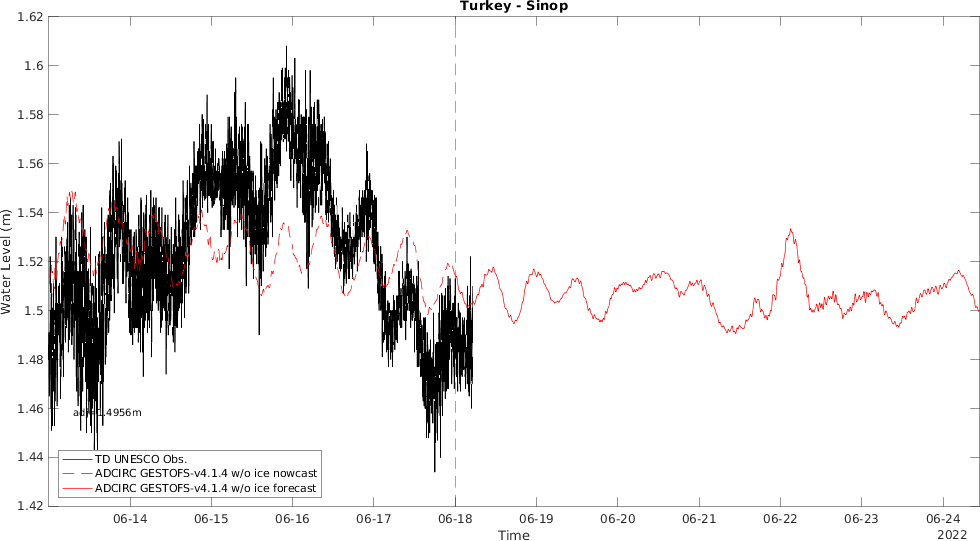 Turkey - Sinop
1.62
1.6
1.58
1.56
1.54
1.52
1.5
1.48
1.46
1.44
1.42
Water Level (m)
1.4956m
TD UNESCO Obs.
ADCIRC GESTOFS-v4.1.4 w/o ice nowcast
ADCIRC GESTOFS-v4.1.4 w/o ice forecast
06-14 06-15 06-16 06-17 06-18 06-19 06-20 06-21 06-22 06-23 06-24
Time
2022